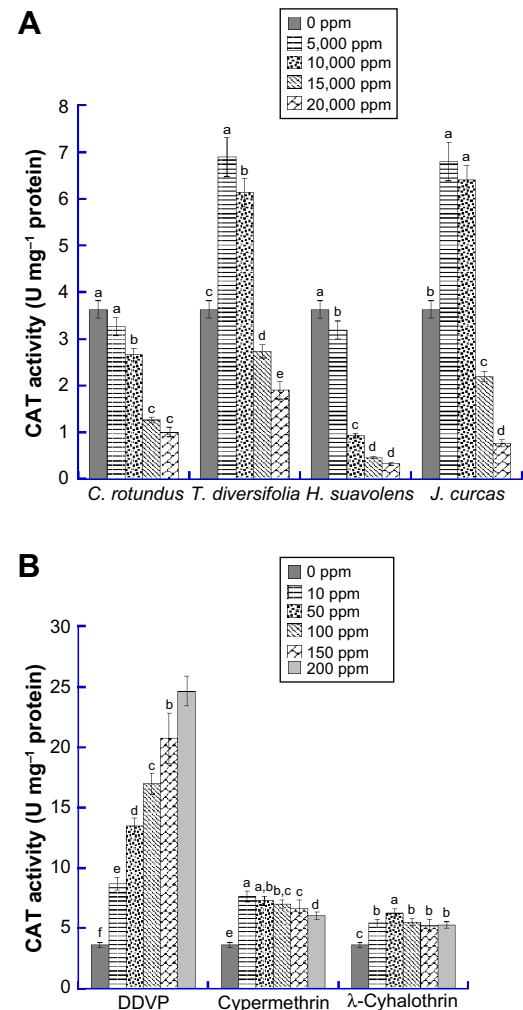 A
0 ppm
5,000 ppm
10,000 ppm
15,000 ppm
20,000 ppm
CAT activity (U mg⁻¹ protein)
8
7
6
5
4
3
2
1
0
a a b c c
c a b d e
a b c d d
b a a c d
C. rotundus T. diversifolia H. suavolens J. curcas
B
0 ppm
10 ppm
50 ppm
100 ppm
150 ppm
200 ppm
CAT activity (U mg⁻¹ protein)
30
25
20
15
10
5
0
f e d c b
e a a,b b,c c d
c b a b b b
DDVP Cypermethrin λ-Cyhalothrin